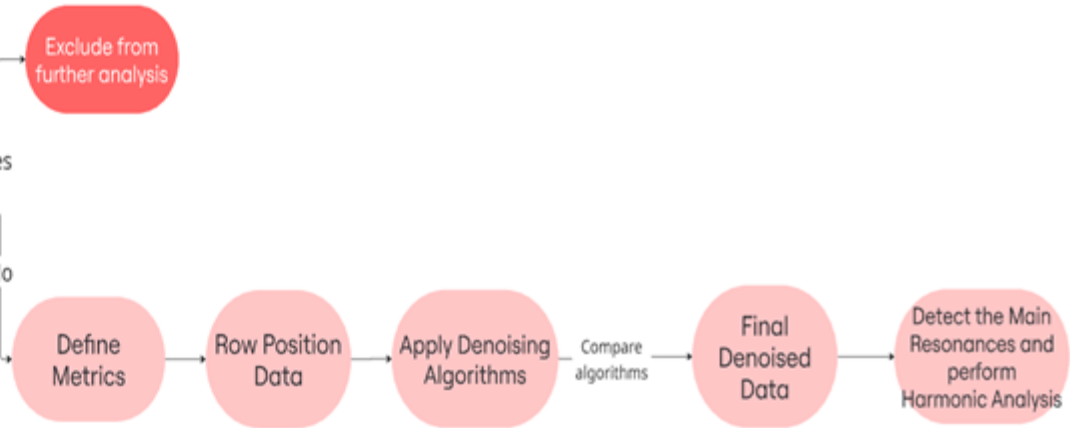 Exclude from
further analysis
Define
Metrics
Row Position
Data
Apply Denoising
Algorithms
Compare
algorithms
Final
Denoised
Data
Detect the Main
Resonances and
perform
Harmonic Analysis